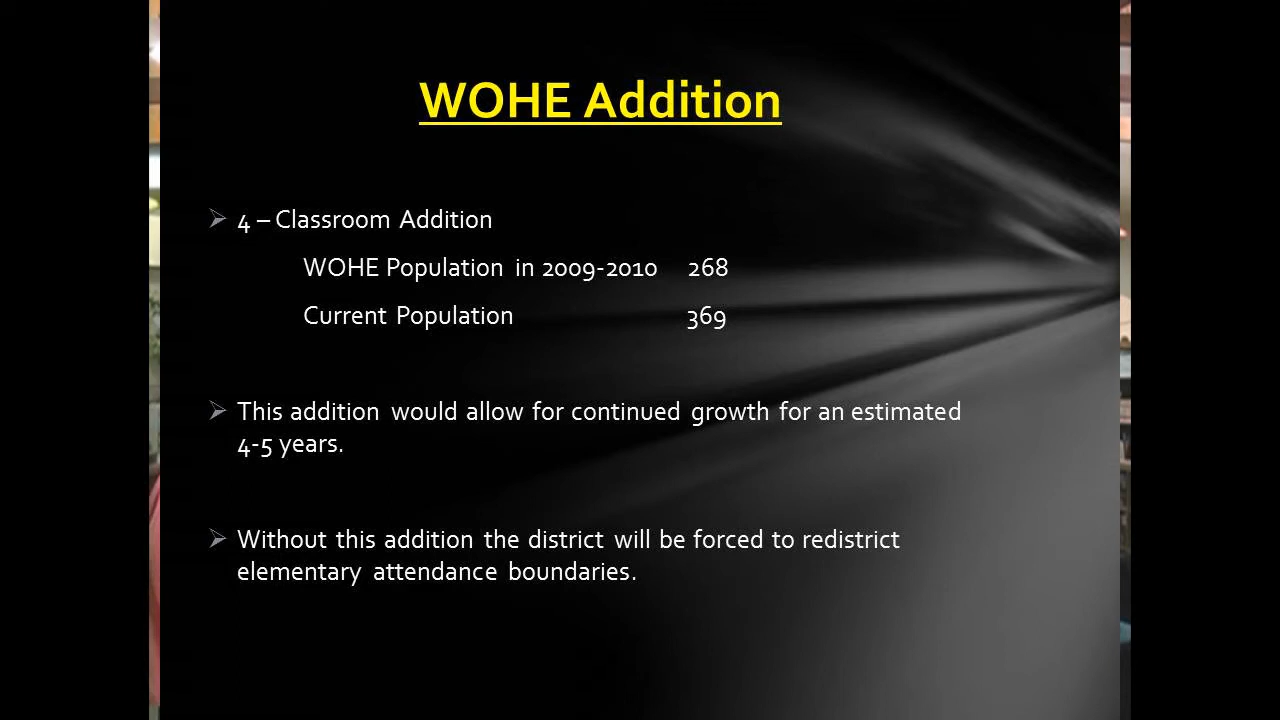 WOHE Addition
4 – Classroom Addition
WOHE Population in 2009-2010 268
Current Population 369
This addition would allow for continued growth for an estimated
4-5 years.
Without this addition the district will be forced to redistrict
elementary attendance boundaries.